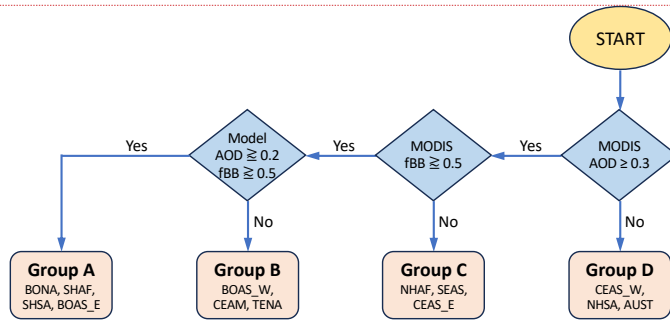 START
MODIS
AOD ≥ 0.3
Yes
No
MODIS
fBB ≧ 0.5
Yes
No
Model
AOD ≧ 0.2
fBB ≧ 0.5
Yes
No
Group A
BONA, SHAF,
SHSA, BOAS_E
Group B
BOAS_W,
CEAM, TENA
Group C
NHAF, SEAS,
CEAS_E
Group D
CEAS_W,
NHSA, AUST